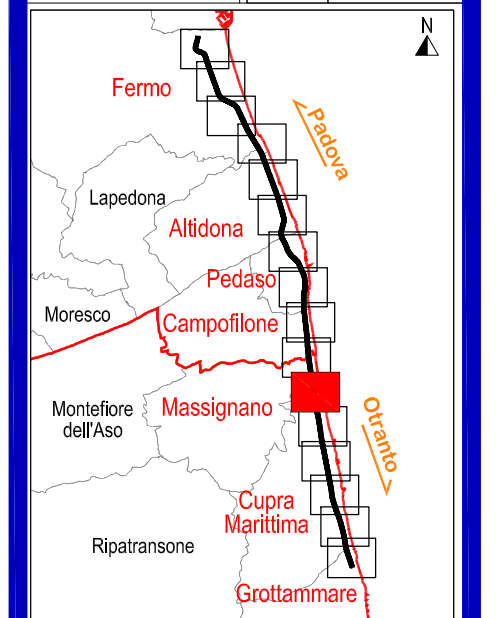 N
Fermo
Padova
Lapedona
Altidona
Pedaso
Moresco
Campofilone
Massignano
Montefiore
dell'Aso
Otranto
Cupra
Marittima
Ripatransone
Grottammare